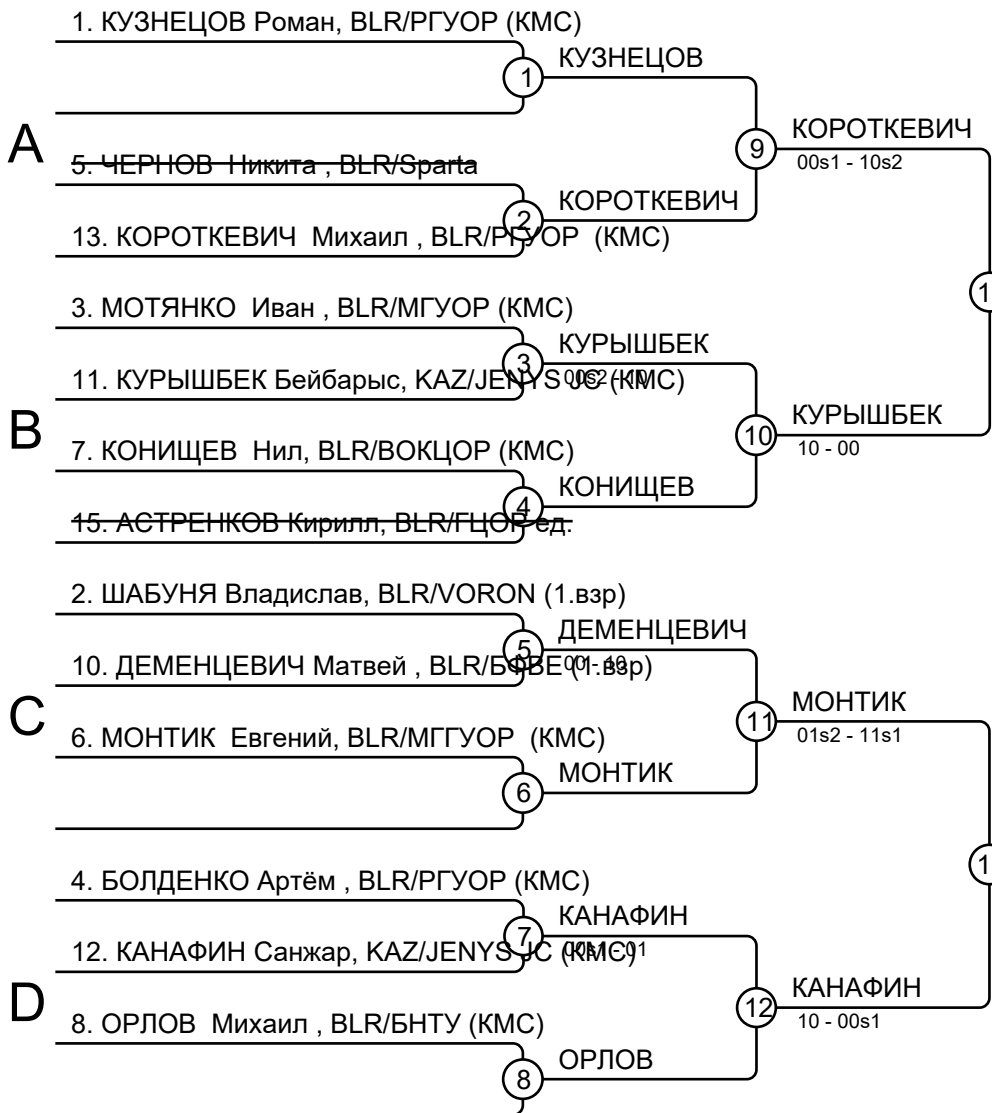 1. КУЗНЕЦОВ Роман, BLR/РГУОР (КМС)
1
КУЗНЕЦОВ
A
5. ЧЕРНОВ Никита , BLR/Sparta
9
КОРОТКЕВИЧ
00s1 - 10s2
2
КОРОТКЕВИЧ
13. КОРОТКЕВИЧ Михаил , BLR/РГУОР (КМС)
1
3. МОТЯНКО Иван , BLR/МГУОР (КМС)
3
КУРЫШБЕК
00s2 - 10
11. КУРЫШБЕК Бейбарыс, KAZ/JENYS JC (КМС)
B
10
КУРЫШБЕК
10 - 00
7. КОНИЩЕВ Нил, BLR/ВОКЦОР (КМС)
4
КОНИЩЕВ
15. АСТРЕНКОВ Кирилл, BLR/ГЦОР ед.
2. ШАБУНЯ Владислав, BLR/VORON (1.взр)
5
ДЕМЕНЦЕВИЧ
00 - 10
10. ДЕМЕНЦЕВИЧ Матвей , BLR/БФВЕ (1.взр)
C
11
МОНТИК
01s2 - 11s1
6. МОНТИК Евгений, BLR/МГГУОР (КМС)
6
МОНТИК
1
4. БОЛДЕНКО Артём , BLR/РГУОР (КМС)
7
КАНАФИН
00s1 - 01
12. КАНАФИН Санжар, KAZ/JENYS JC (КМС)
D
12
КАНАФИН
10 - 00s1
8. ОРЛОВ Михаил , BLR/БНТУ (КМС)
8
ОРЛОВ